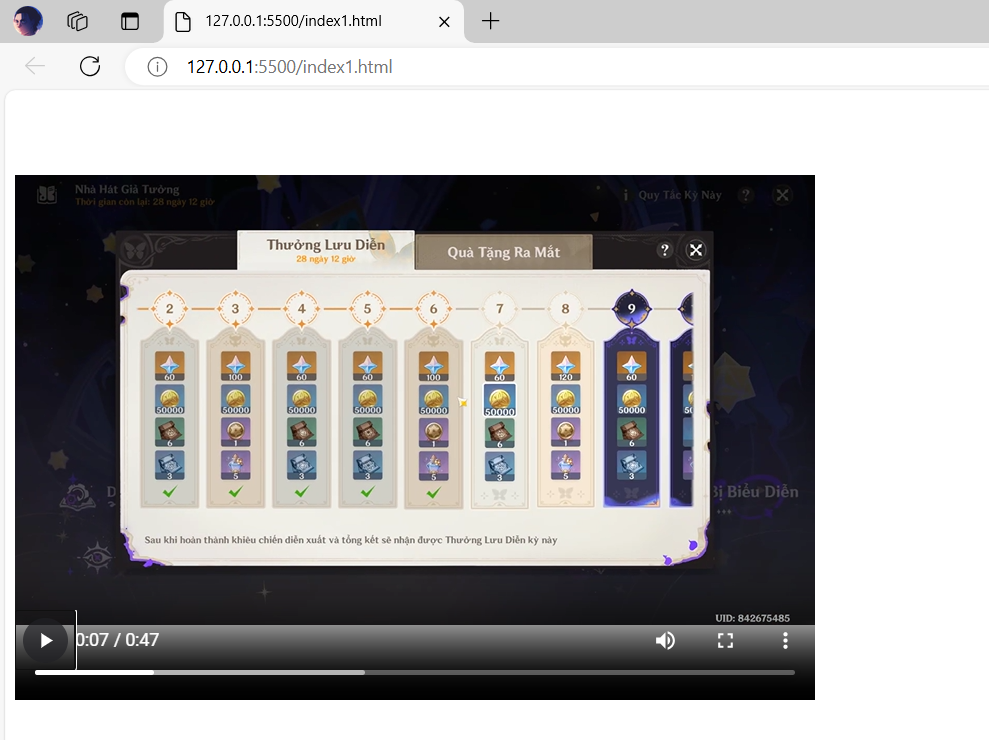 127.0.0.1:5500/index1.html
127.0.0.1:5500/index1.html
Nhà Hát Giả Tưởng
Thời gian còn lại: 28 ngày 12 giờ
Quy Tắc Kỳ Này
?
Thưởng Lưu Diễn
28 ngày 12 giờ
Quà Tặng Ra Mắt
?
2 3 4 5 6 7 8 9
60 100 60 60 100 60 120 60
50000 50000 50000 50000 50000 50000 50000 50000
6 1 6 6 1 6 1 6
3 5 3 3 5 3 5 3
Bị Biểu Diễn
Sau khi hoàn thành khiêu chiến diễn xuất và tổng kết sẽ nhận được Thưởng Lưu Diễn kỳ này
UID: 842675485
0:07 / 0:47